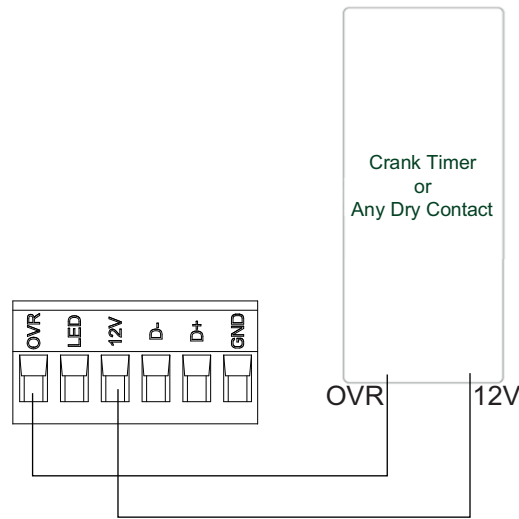 Crank Timer
or
Any Dry Contact
OVR
LED
12V
D-
D+
GND
OVR
12V